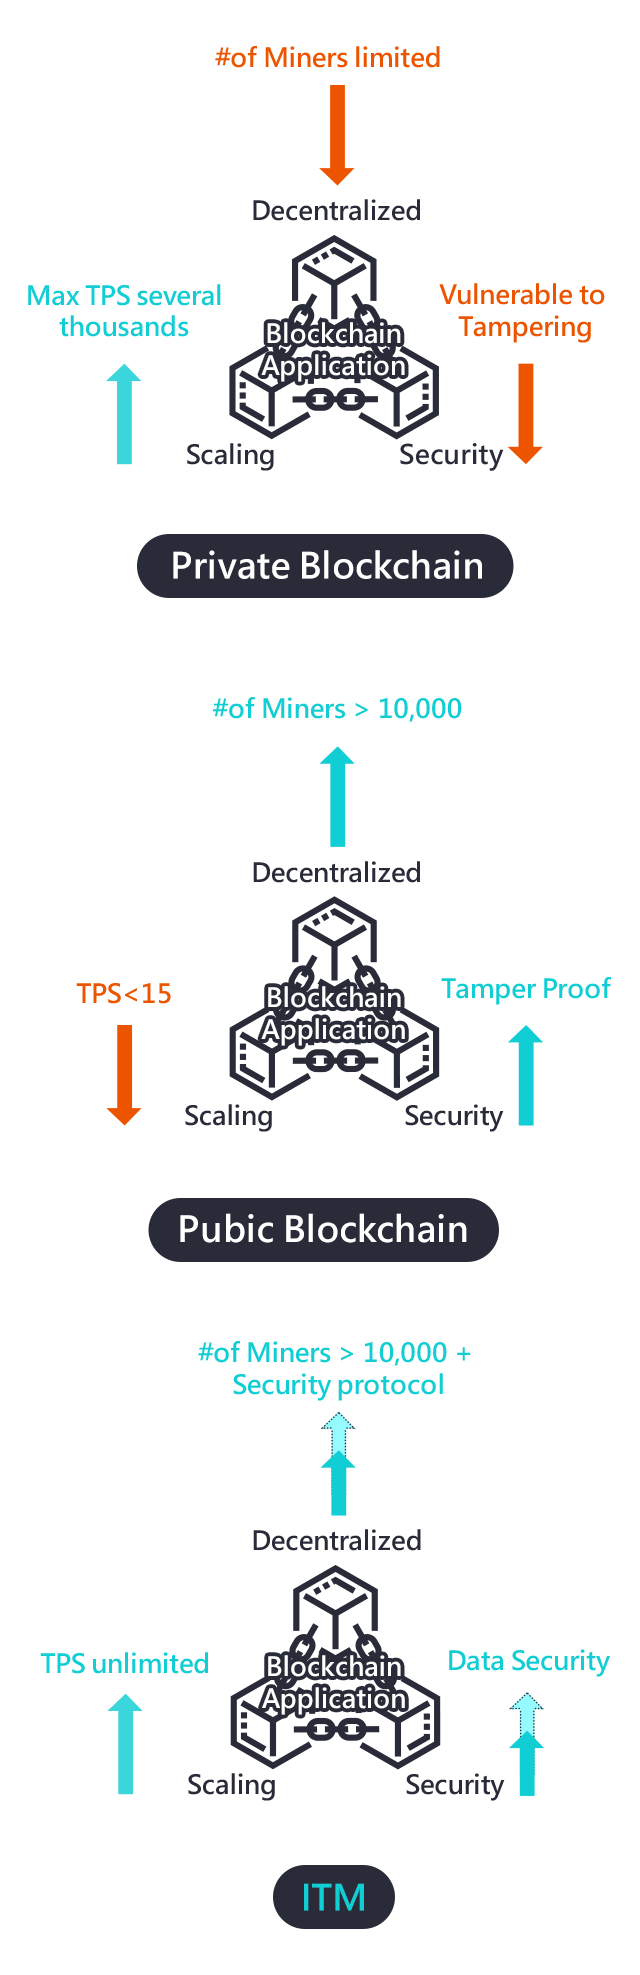 #of Miners limited
Decentralized
Max TPS several
thousands
Vulnerable to
Tampering
Blockchain
Application
Scaling
Security
Private Blockchain
#of Miners > 10,000
Decentralized
TPS<15
Tamper Proof
Blockchain
Application
Scaling
Security
Pubic Blockchain
#of Miners > 10,000 +
Security protocol
Decentralized
TPS unlimited
Data Security
Blockchain
Application
Scaling
Security
ITM